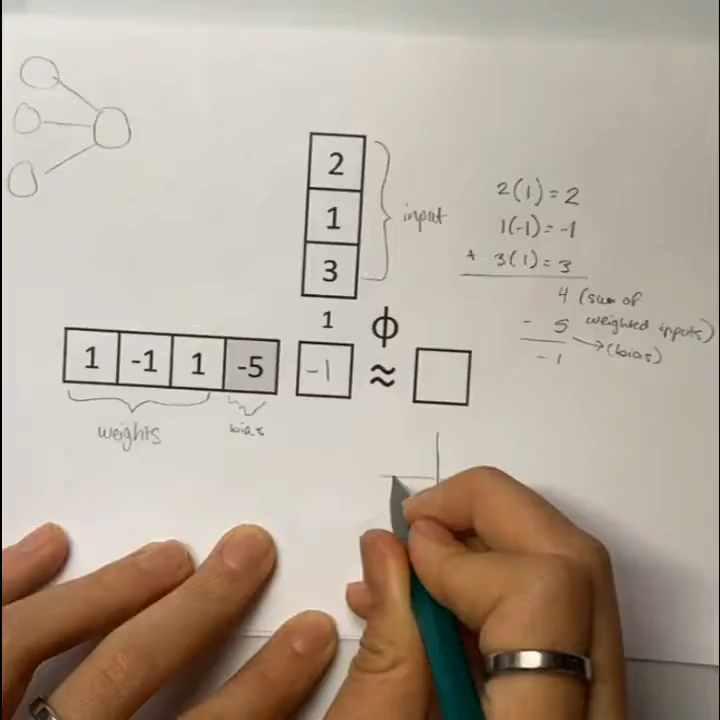 2
1
3
1
input
2(1) = 2
1(-1) = -1
+ 3(1) = 3
4 (sum of
weighted inputs)
- 5
(bias)
-1
ϕ
1 -1 1 -5 -1 ≈
weights
bias